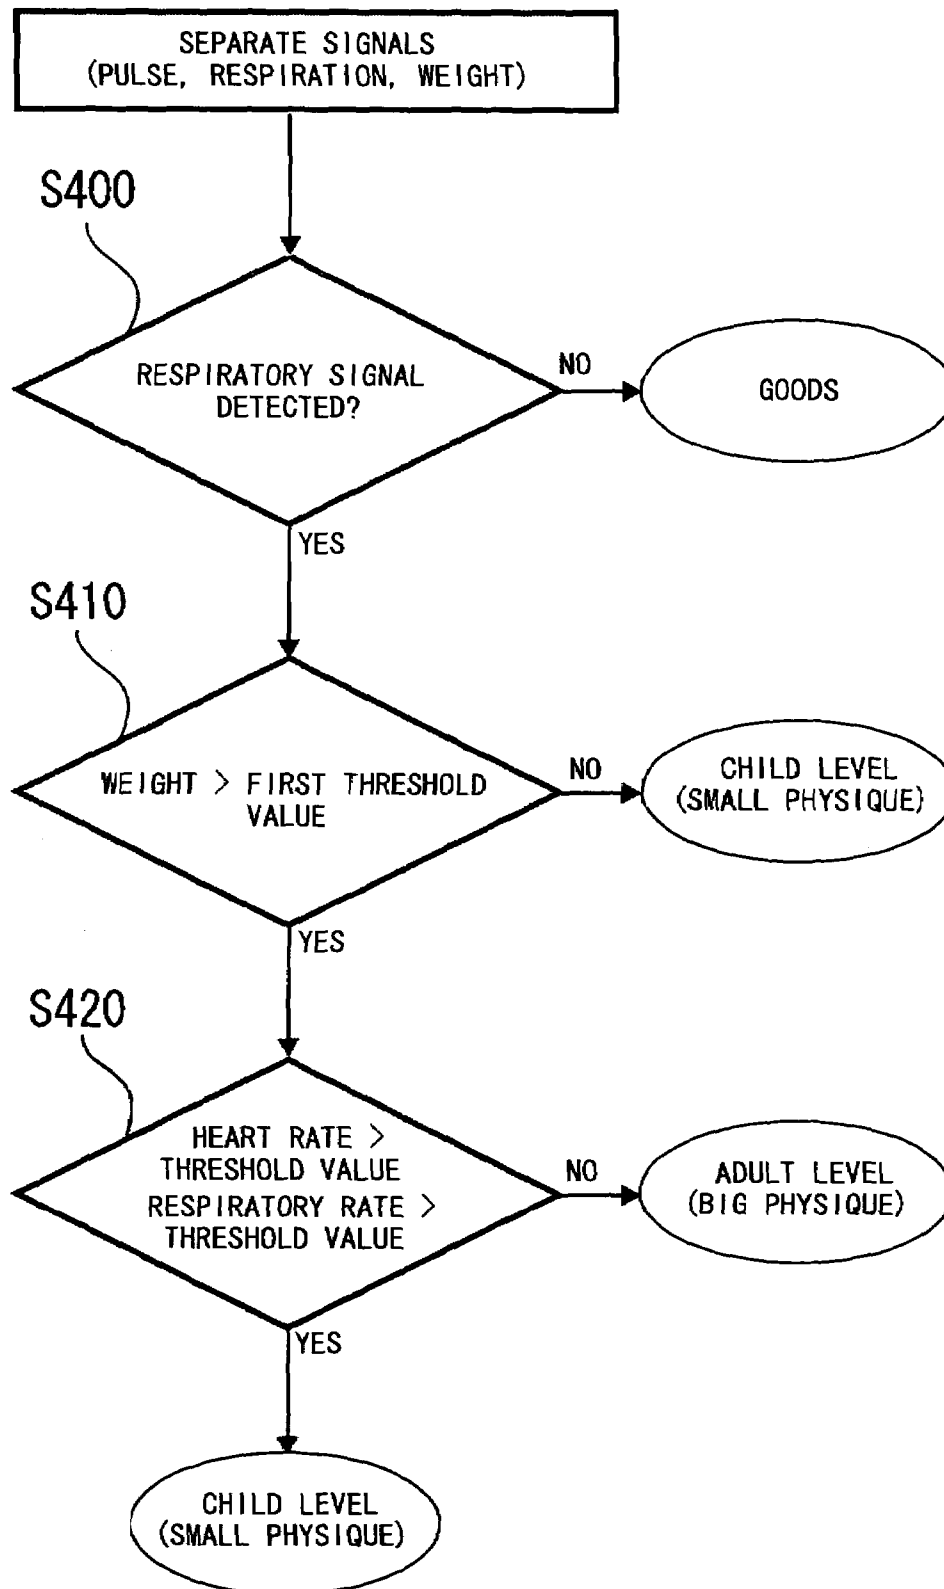 SEPARATE SIGNALS
(PULSE, RESPIRATION, WEIGHT)
S400
RESPIRATORY SIGNAL
DETECTED?
NO
GOODS
YES
S410
WEIGHT > FIRST THRESHOLD
VALUE
NO
CHILD LEVEL
(SMALL PHYSIQUE)
YES
S420
HEART RATE >
THRESHOLD VALUE
RESPIRATORY RATE >
THRESHOLD VALUE
NO
ADULT LEVEL
(BIG PHYSIQUE)
YES
CHILD LEVEL
(SMALL PHYSIQUE)